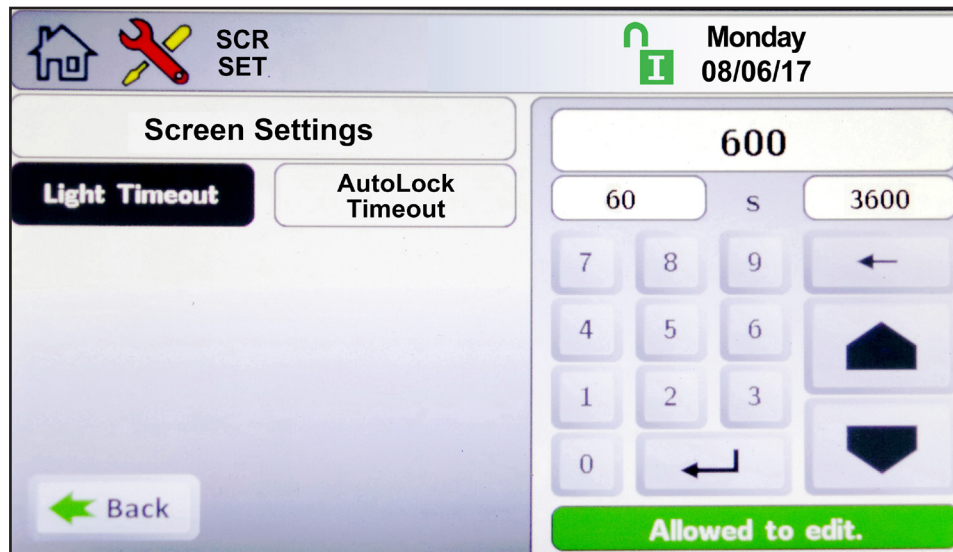 SCR
SET
I
Monday
08/06/17
Screen Settings
Light Timeout
AutoLock
Timeout
Back
600
60 s 3600
7 8 9
4 5 6
1 2 3
0
Allowed to edit.